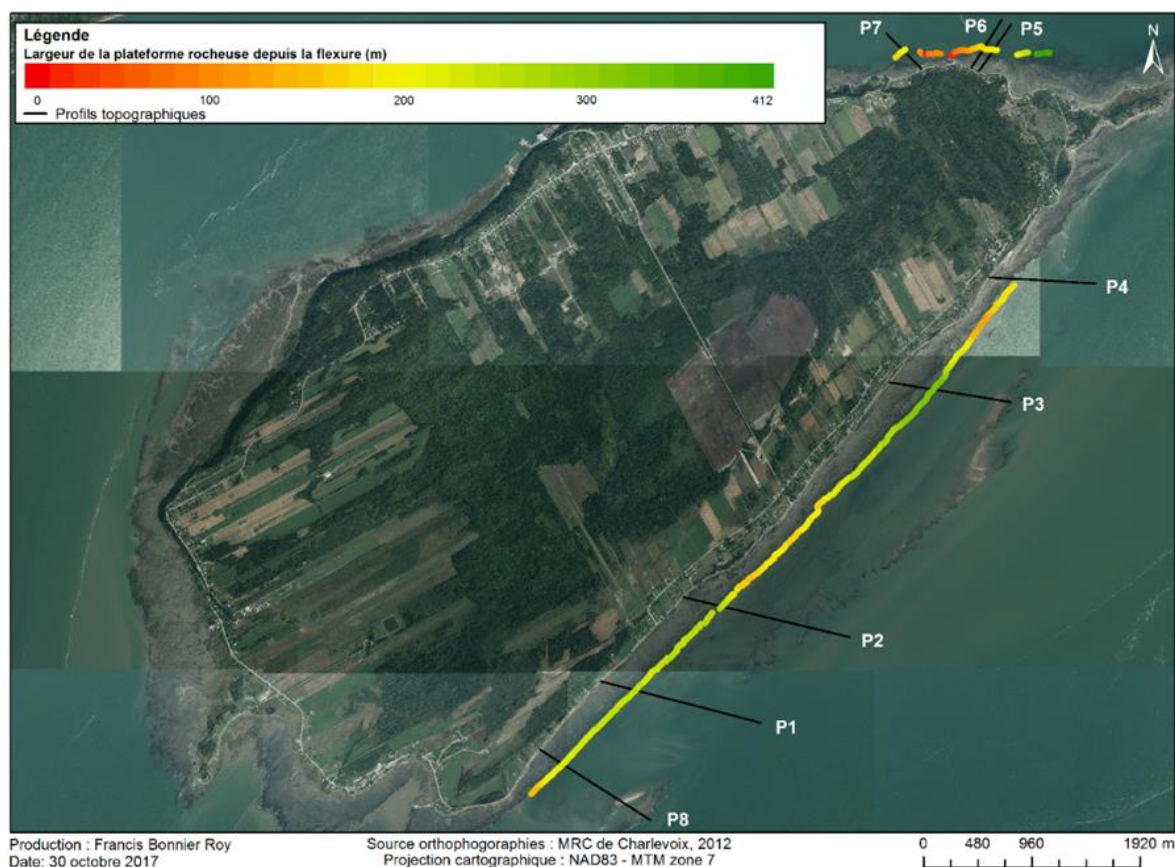 Légende
Largeur de la plateforme rocheuse depuis la flexure (m)
0 100 200 300 412
Profils topographiques
P7 P6 P5
N
P4
P3
P2
P1
P8
Production : Francis Bonnier Roy
Date: 30 octobre 2017
Source orthophogoraphies : MRC de Charlevoix, 2012
Projection cartographique : NAD83 - MTM zone 7
0 480 960 1920 m